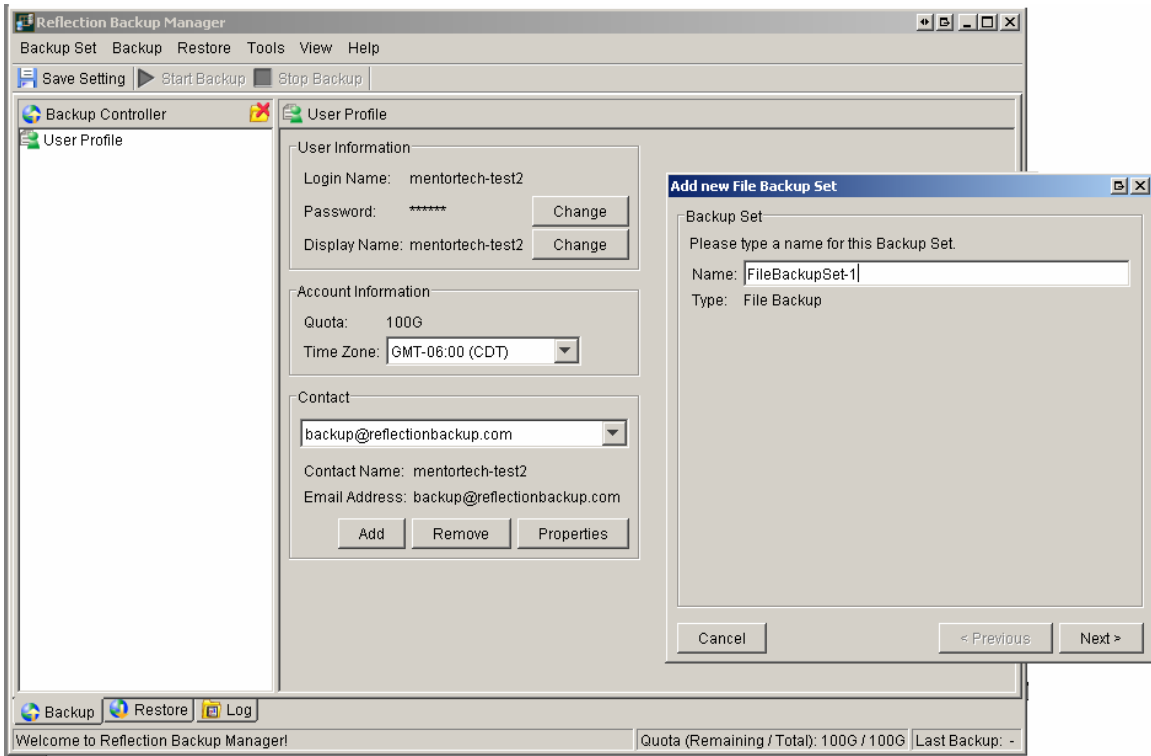 Reflection Backup Manager
Backup Set Backup Restore Tools View Help
Save Setting Start Backup Stop Backup
Backup Controller
User Profile
User Profile
User Information
Login Name: mentortech-test2
Password: ****** Change
Display Name: mentortech-test2 Change
Account Information
Quota: 100G
Time Zone: GMT-06:00 (CDT)
Contact
backup@reflectionbackup.com
Contact Name: mentortech-test2
Email Address: backup@reflectionbackup.com
Add Remove Properties
Add new File Backup Set
Backup Set
Please type a name for this Backup Set.
Name: FileBackupSet-1
Type: File Backup
Cancel < Previous Next >
Backup Restore Log
Welcome to Reflection Backup Manager! Quota (Remaining / Total): 100G / 100G Last Backup: -